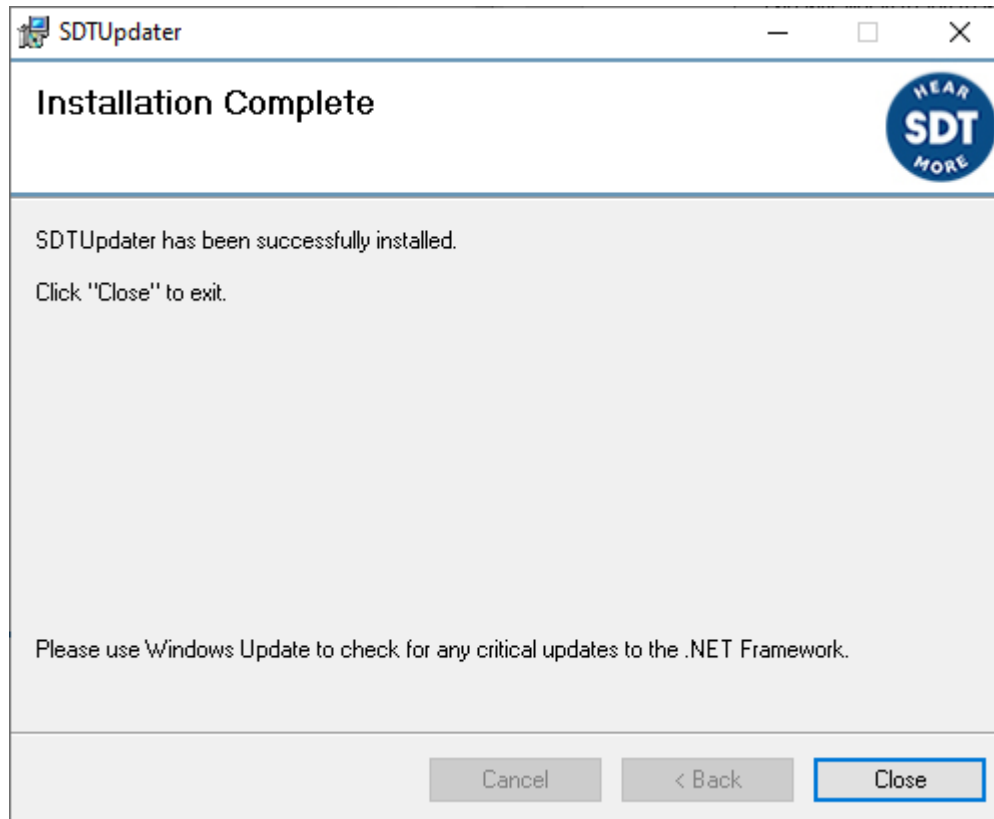 SDTUpdater
Installation Complete
HEAR
SDT
MORE
SDTUpdater has been successfully installed.
Click "Close" to exit.
Please use Windows Update to check for any critical updates to the .NET Framework.
Cancel
< Back
Close